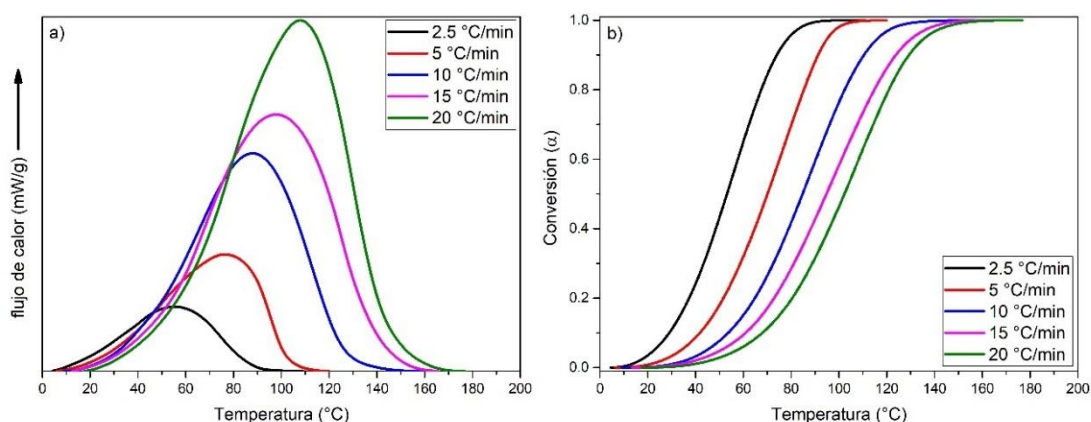 a)
2.5 °C/min
5 °C/min
10 °C/min
15 °C/min
20 °C/min
flujo de calor (mW/g)
0 20 40 60 80 100 120 140 160 180 200
Temperatura (°C)
b)
1.0
0.8
0.6
0.4
0.2
0.0
Conversión (α)
2.5 °C/min
5 °C/min
10 °C/min
15 °C/min
20 °C/min
0 20 40 60 80 100 120 140 160 180 200
Temperatura (°C)